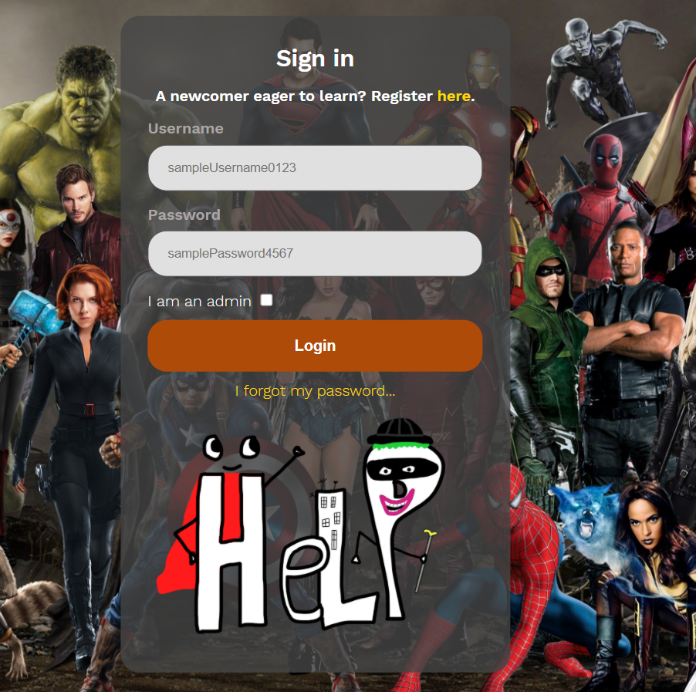 Sign in
A newcomer eager to learn? Register here.
Username
sampleUsername0123
Password
samplePassword4567
I am an admin
Login
I forgot my password...
HeLP